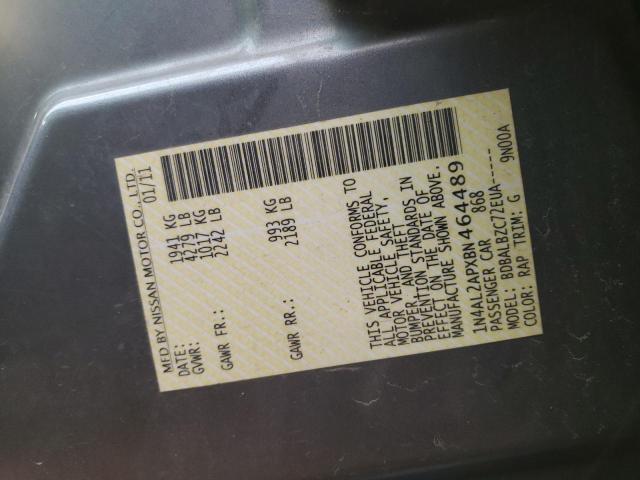 MFD BY NISSAN MOTOR CO., LTD.
DATE: 01/11
GVWR: 1941 KG
4279 LB
GAWR FR.: 1017 KG
2242 LB
GAWR RR.: 993 KG
2189 LB
THIS VEHICLE CONFORMS TO
ALL APPLICABLE FEDERAL
MOTOR VEHICLE SAFETY,
BUMPER, AND THEFT
PREVENTION STANDARDS IN
EFFECT ON THE DATE OF
MANUFACTURE SHOWN ABOVE.
1N4AL2APXBN464489
PASSENGER CAR 868
MODEL: BDBALBZC7ZEUA-----
COLOR: RAP TRIM: G 9N00A